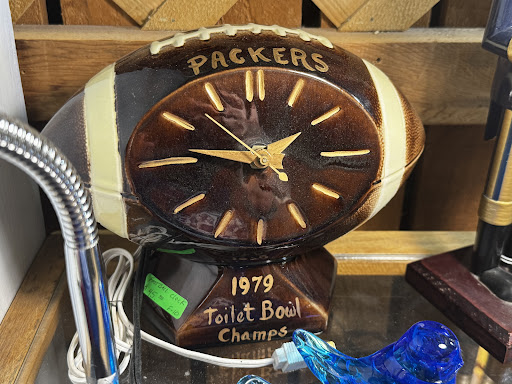 PACKERS
1979
Toilet Bowl
Champs